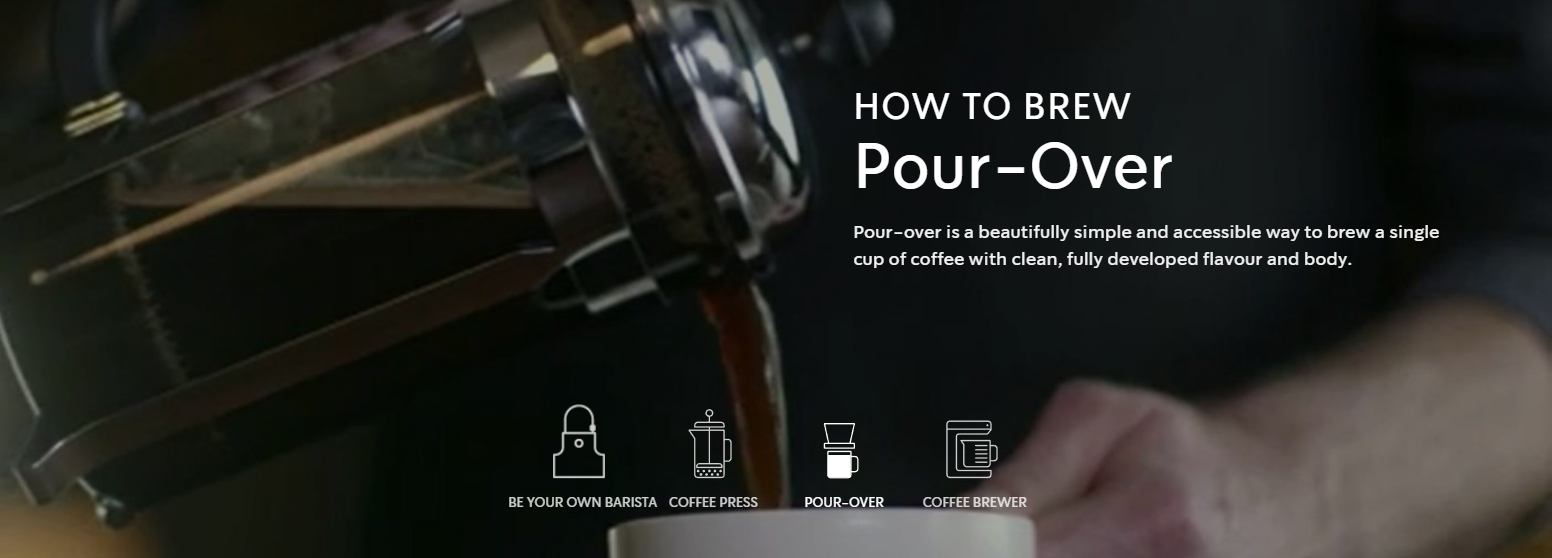 HOW TO BREW
Pour-Over
Pour-over is a beautifully simple and accessible way to brew a single
cup of coffee with clean, fully developed flavour and body.
BE YOUR OWN BARISTA COFFEE PRESS POUR-OVER COFFEE BREWER